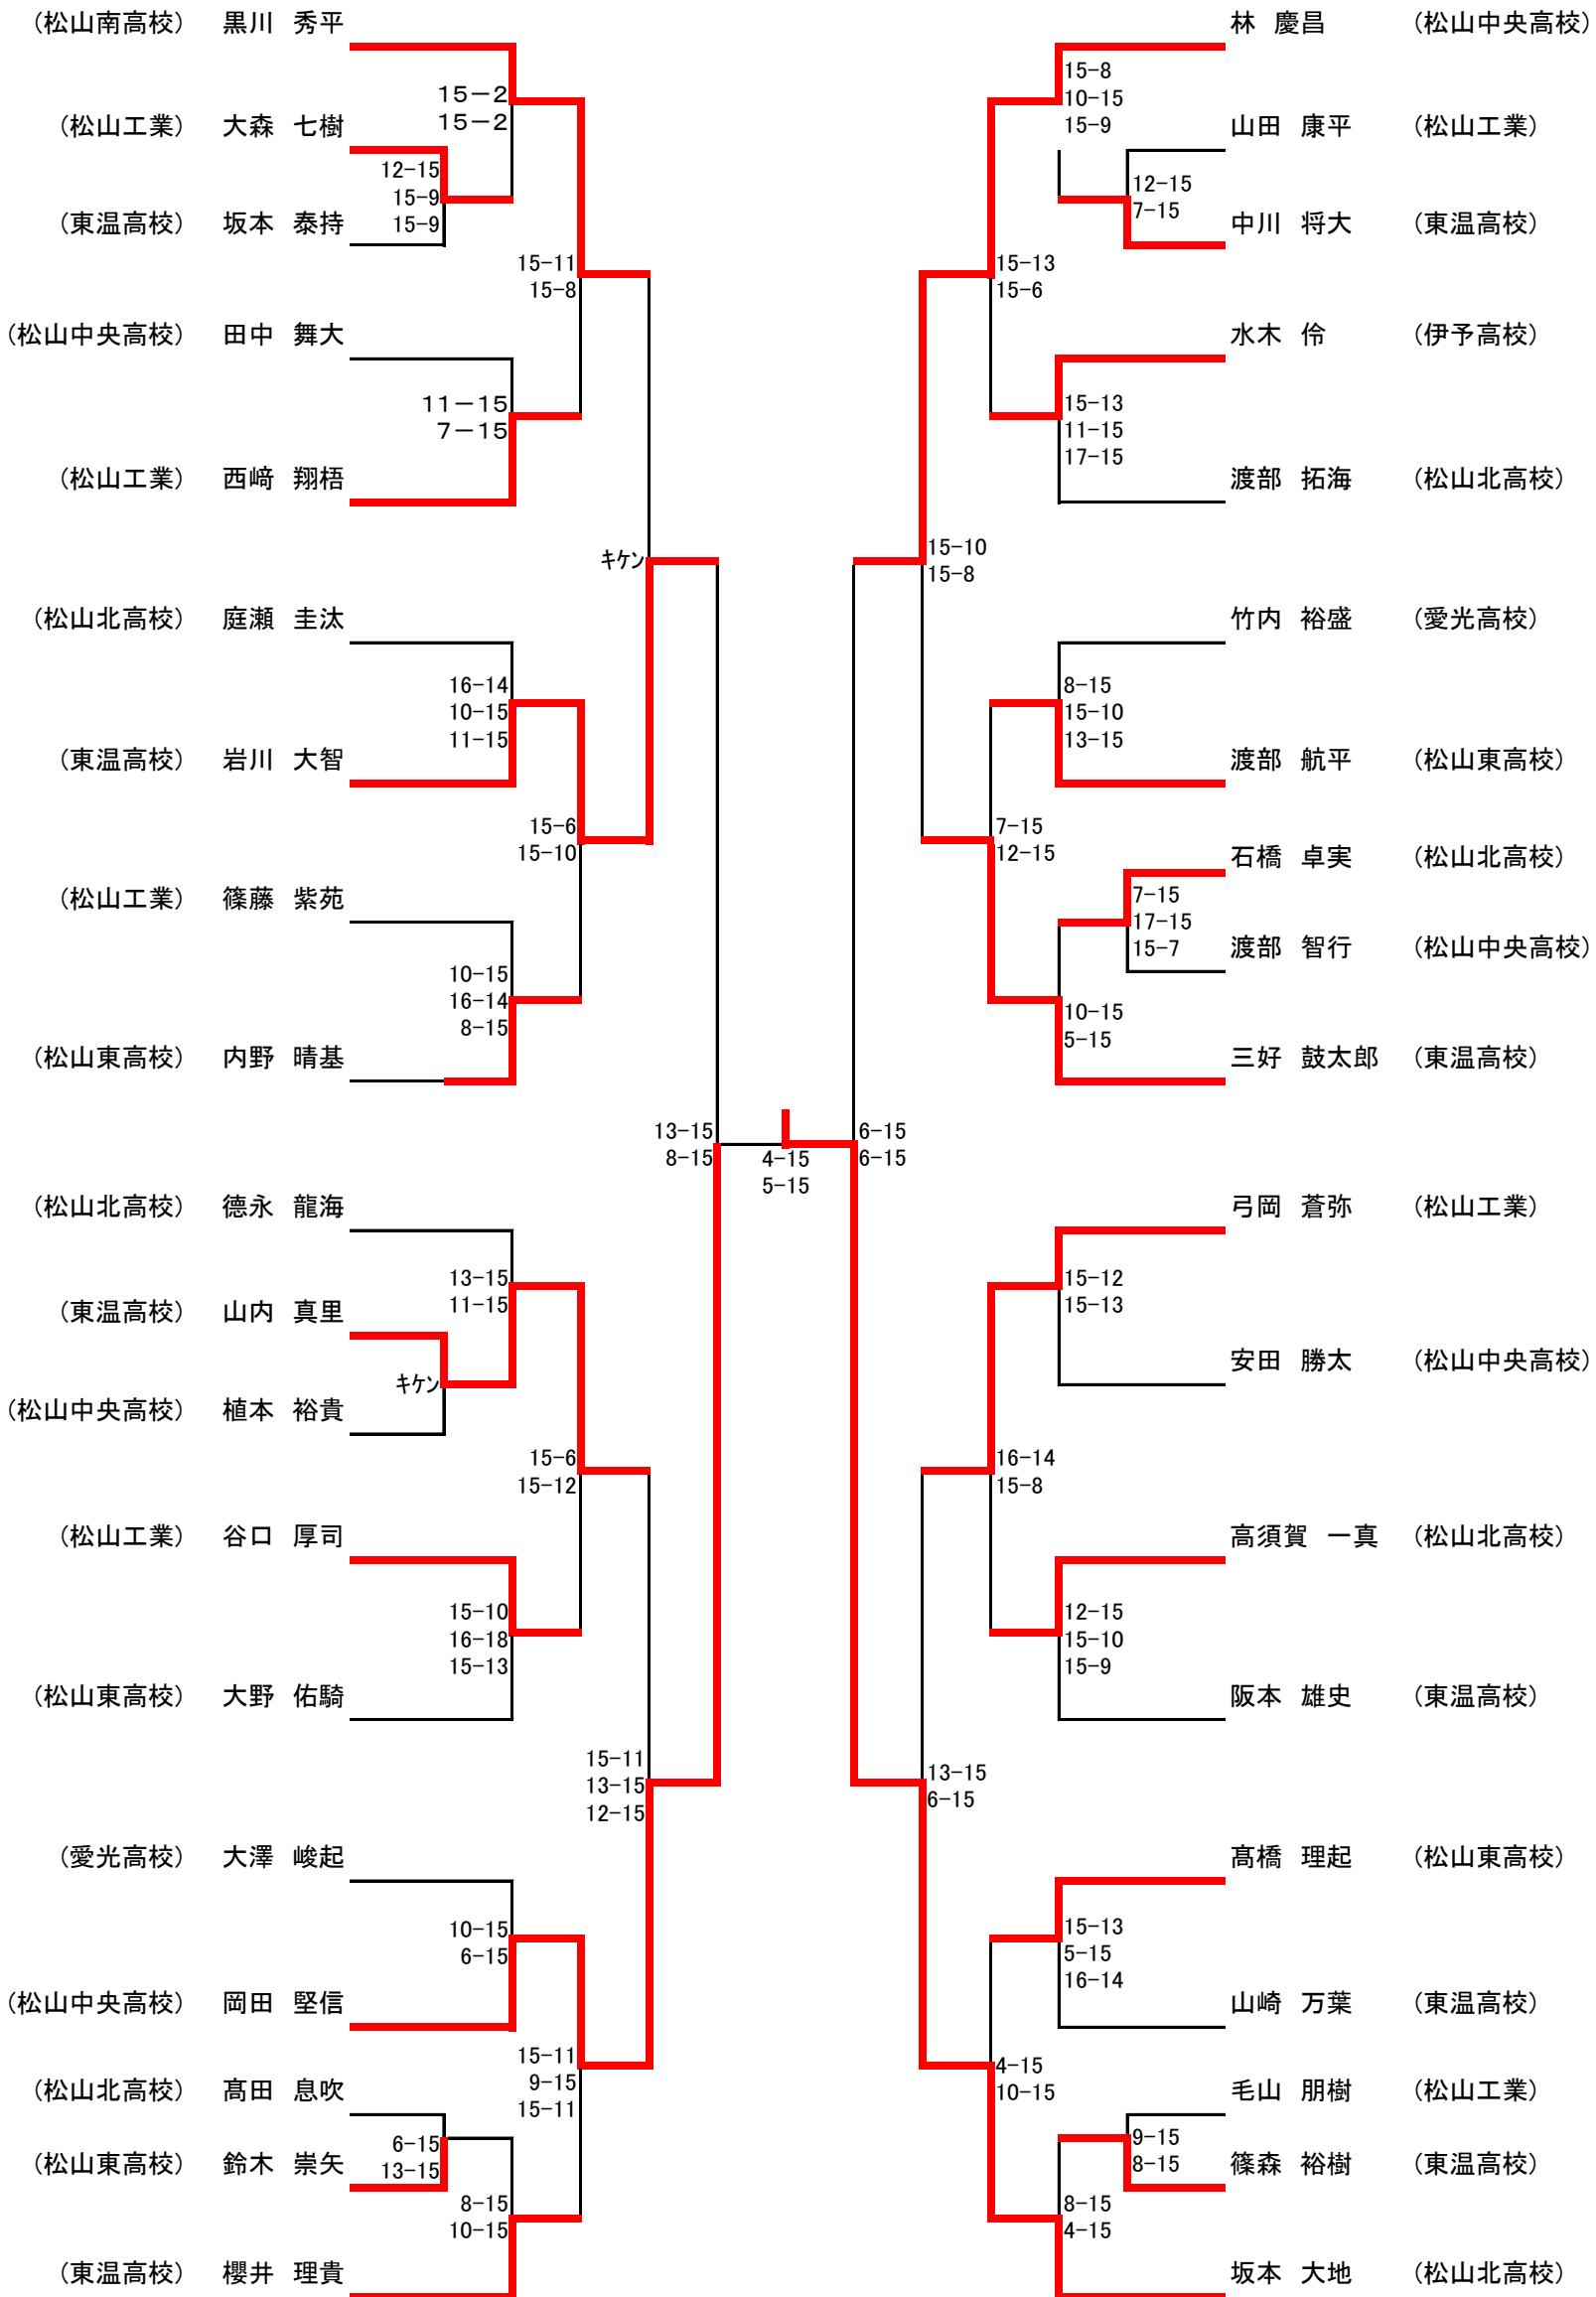 (松山南高校) 黒川 秀平
15-2
15-2
(松山工業) 大森 七樹
12-15
15-9
15-9
(東温高校) 坂本 泰持
15-11
15-8
(松山中央高校) 田中 舞大
11-15
7-15
(松山工業) 西﨑 翔梧
キケン
(松山北高校) 庭瀬 圭汰
16-14
10-15
11-15
(東温高校) 岩川 大智
15-6
15-10
(松山工業) 篠藤 紫苑
10-15
16-14
8-15
(松山東高校) 内野 晴基
13-15
8-15
(松山北高校) 德永 龍海
13-15
11-15
(東温高校) 山内 真里
キケン
(松山中央高校) 植本 裕貴
15-6
15-12
(松山工業) 谷口 厚司
15-10
16-18
15-13
(松山東高校) 大野 佑騎
15-11
13-15
12-15
(愛光高校) 大澤 峻起
10-15
6-15
(松山中央高校) 岡田 堅信
15-11
9-15
15-11
(松山北高校) 髙田 息吹
6-15
13-15
(松山東高校) 鈴木 崇矢
8-15
10-15
(東温高校) 櫻井 理貴
4-15
5-15
林 慶昌 (松山中央高校)
15-8
10-15
15-9
山田 康平 (松山工業)
12-15
7-15
中川 将大 (東温高校)
15-13
15-6
水木 伶 (伊予高校)
15-13
11-15
17-15
渡部 拓海 (松山北高校)
15-10
15-8
竹内 裕盛 (愛光高校)
8-15
15-10
13-15
渡部 航平 (松山東高校)
7-15
12-15
石橋 卓実 (松山北高校)
7-15
17-15
15-7
渡部 智行 (松山中央高校)
10-15
5-15
三好 鼓太郎 (東温高校)
6-15
6-15
弓岡 蒼弥 (松山工業)
15-12
15-13
安田 勝太 (松山中央高校)
16-14
15-8
高須賀 一真 (松山北高校)
12-15
15-10
15-9
阪本 雄史 (東温高校)
13-15
6-15
髙橋 理起 (松山東高校)
15-13
5-15
16-14
山崎 万葉 (東温高校)
4-15
10-15
毛山 朋樹 (松山工業)
9-15
8-15
篠森 裕樹 (東温高校)
8-15
4-15
坂本 大地 (松山北高校)